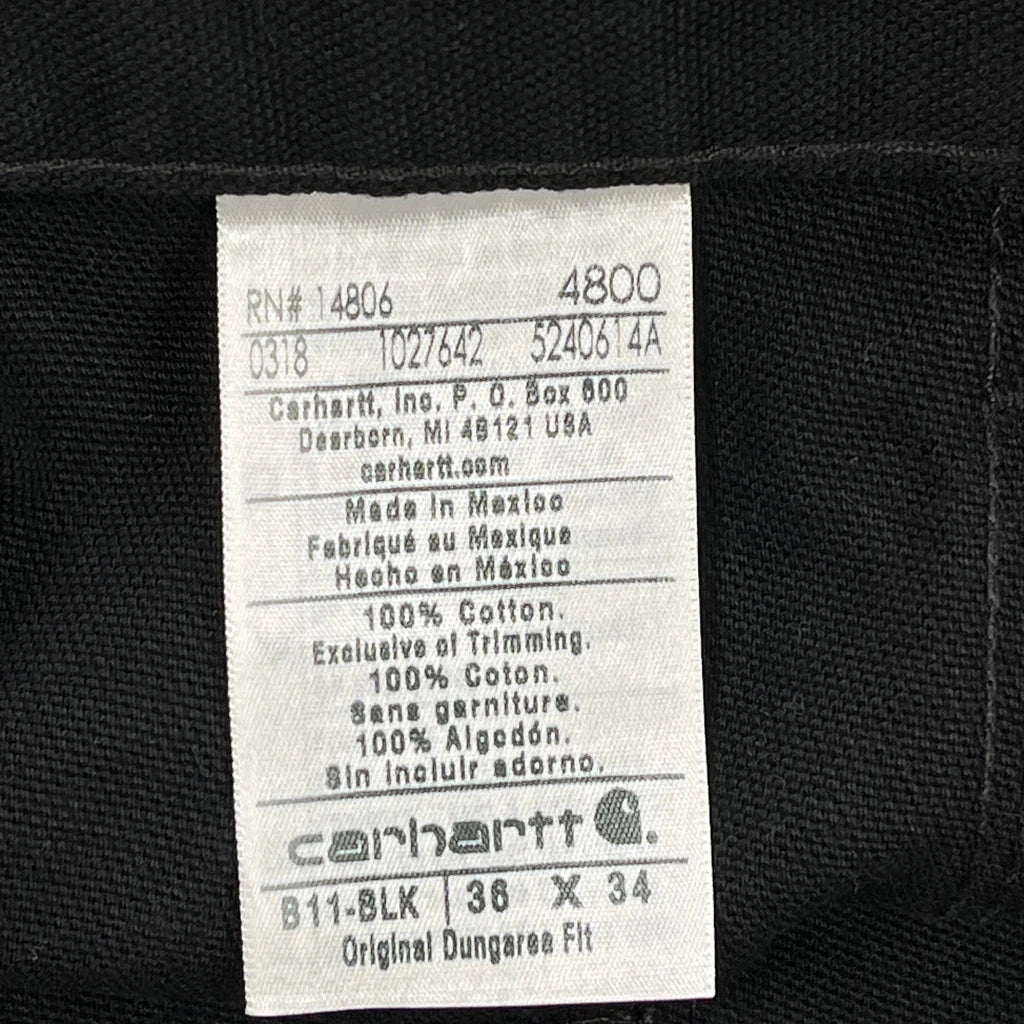 RN# 14806 4800
0318 1027642 5240614A
Carhartt, Inc. P. O. Box 600
Dearborn, MI 48121 USA
carhartt.com
Made in Mexico
Fabriqué au Mexique
Hecho en México
100% Cotton.
Exclusive of Trimming.
100% Coton.
Sans garniture.
100% Algodón.
Sin incluir adorno.
carhartt
B11-BLK | 36 X 34
Original Dungaree Fit